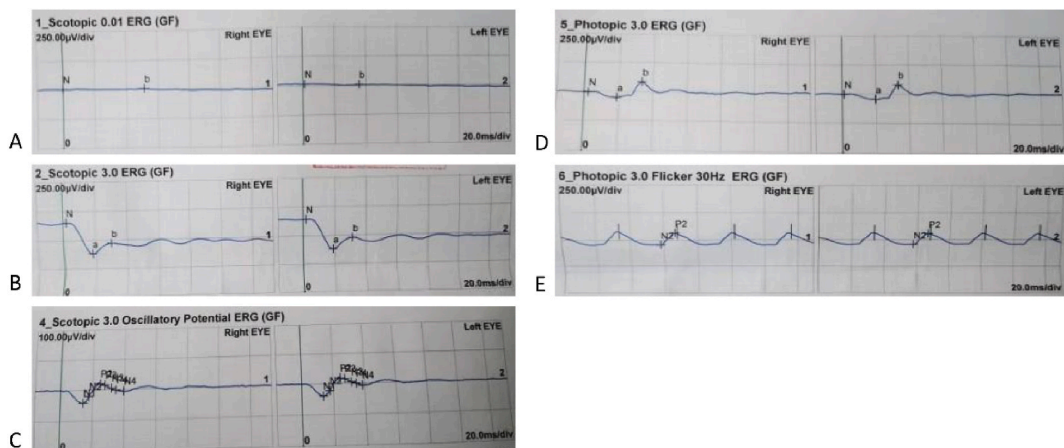 1_Scotopic 0.01 ERG (GF)
250.00µV/div
Right EYE
Left EYE
N
b
1
N
b
2
0
0
20.0ms/div
A
2_Scotopic 3.0 ERG (GF)
250.00µV/div
Right EYE
Left EYE
N
a
b
1
N
a
b
2
0
0
20.0ms/div
B
4_Scotopic 3.0 Oscillatory Potential ERG (GF)
100.00µV/div
Right EYE
Left EYE
N2
P2
N4
1
N4
2
0
0
20.0ms/div
C
5_Photopic 3.0 ERG (GF)
250.00µV/div
Right EYE
Left EYE
N
a
b
1
N
a
b
2
0
0
20.0ms/div
D
6_Photopic 3.0 Flicker 30Hz ERG (GF)
250.00µV/div
Right EYE
Left EYE
N2
P2
1
N2
P2
2
20.0ms/div
E